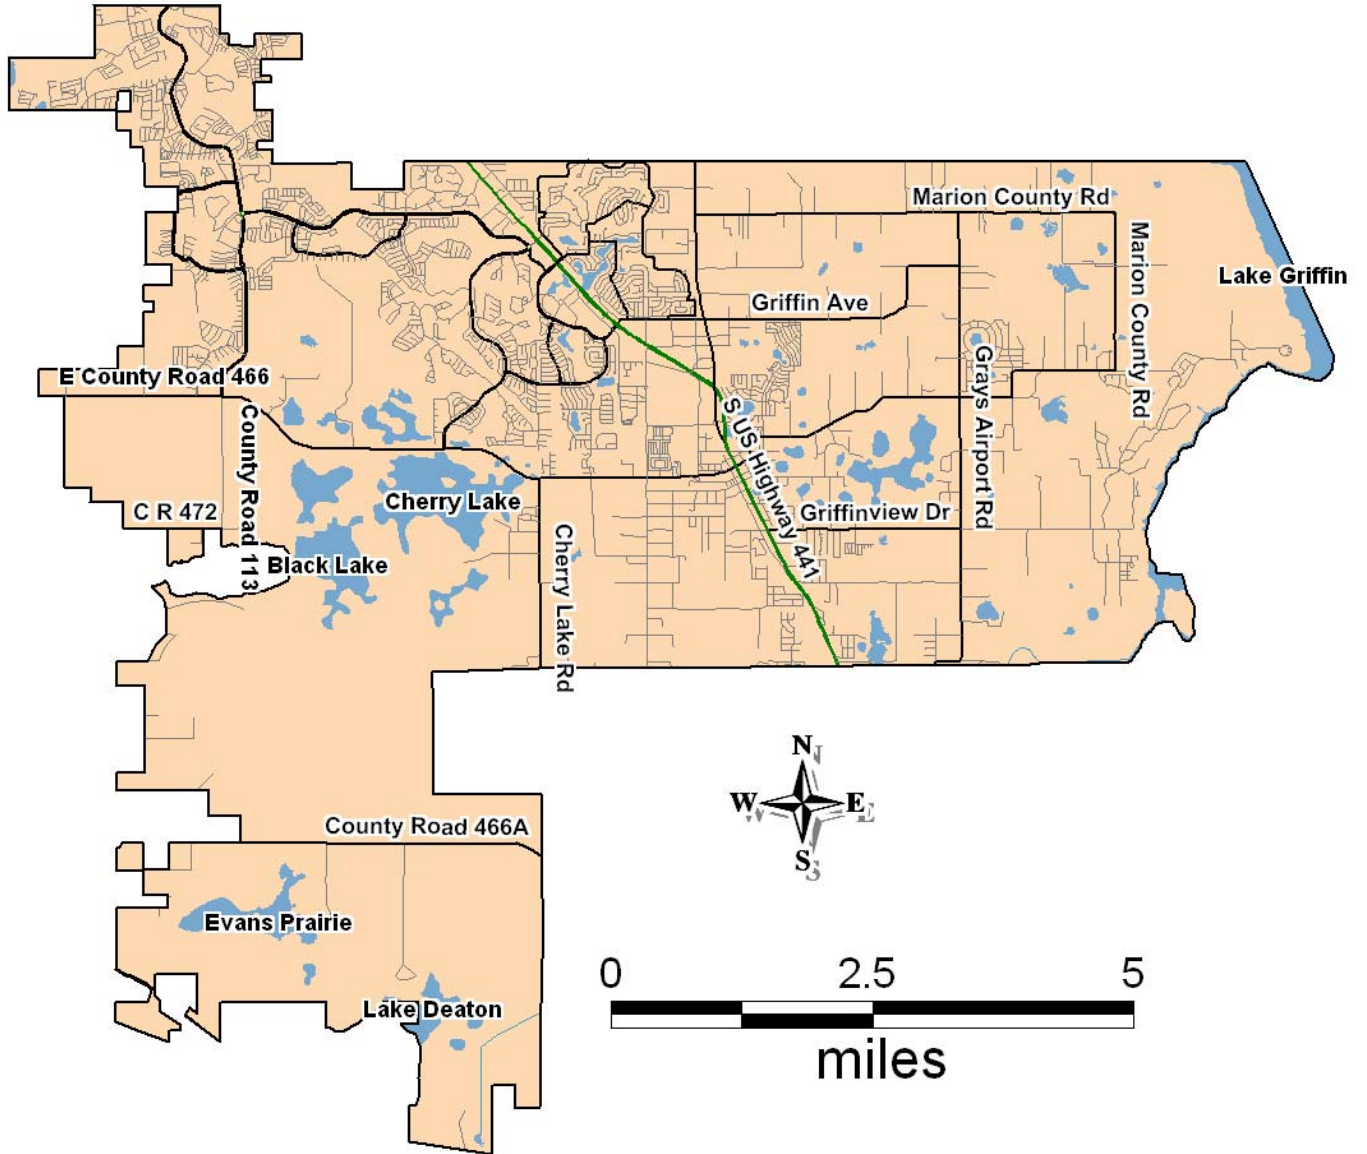 Marion County Rd
Marion County Rd
Lake Griffin
Griffin Ave
E County Road 466
Grays Airport Rd
S US Highway 441
County Road 113
Cherry Lake
C R 472
Griffinview Dr
Black Lake
Cherry Lake Rd
N
W E
S
County Road 466A
Evans Prairie
Lake Deaton
0 2.5 5
miles